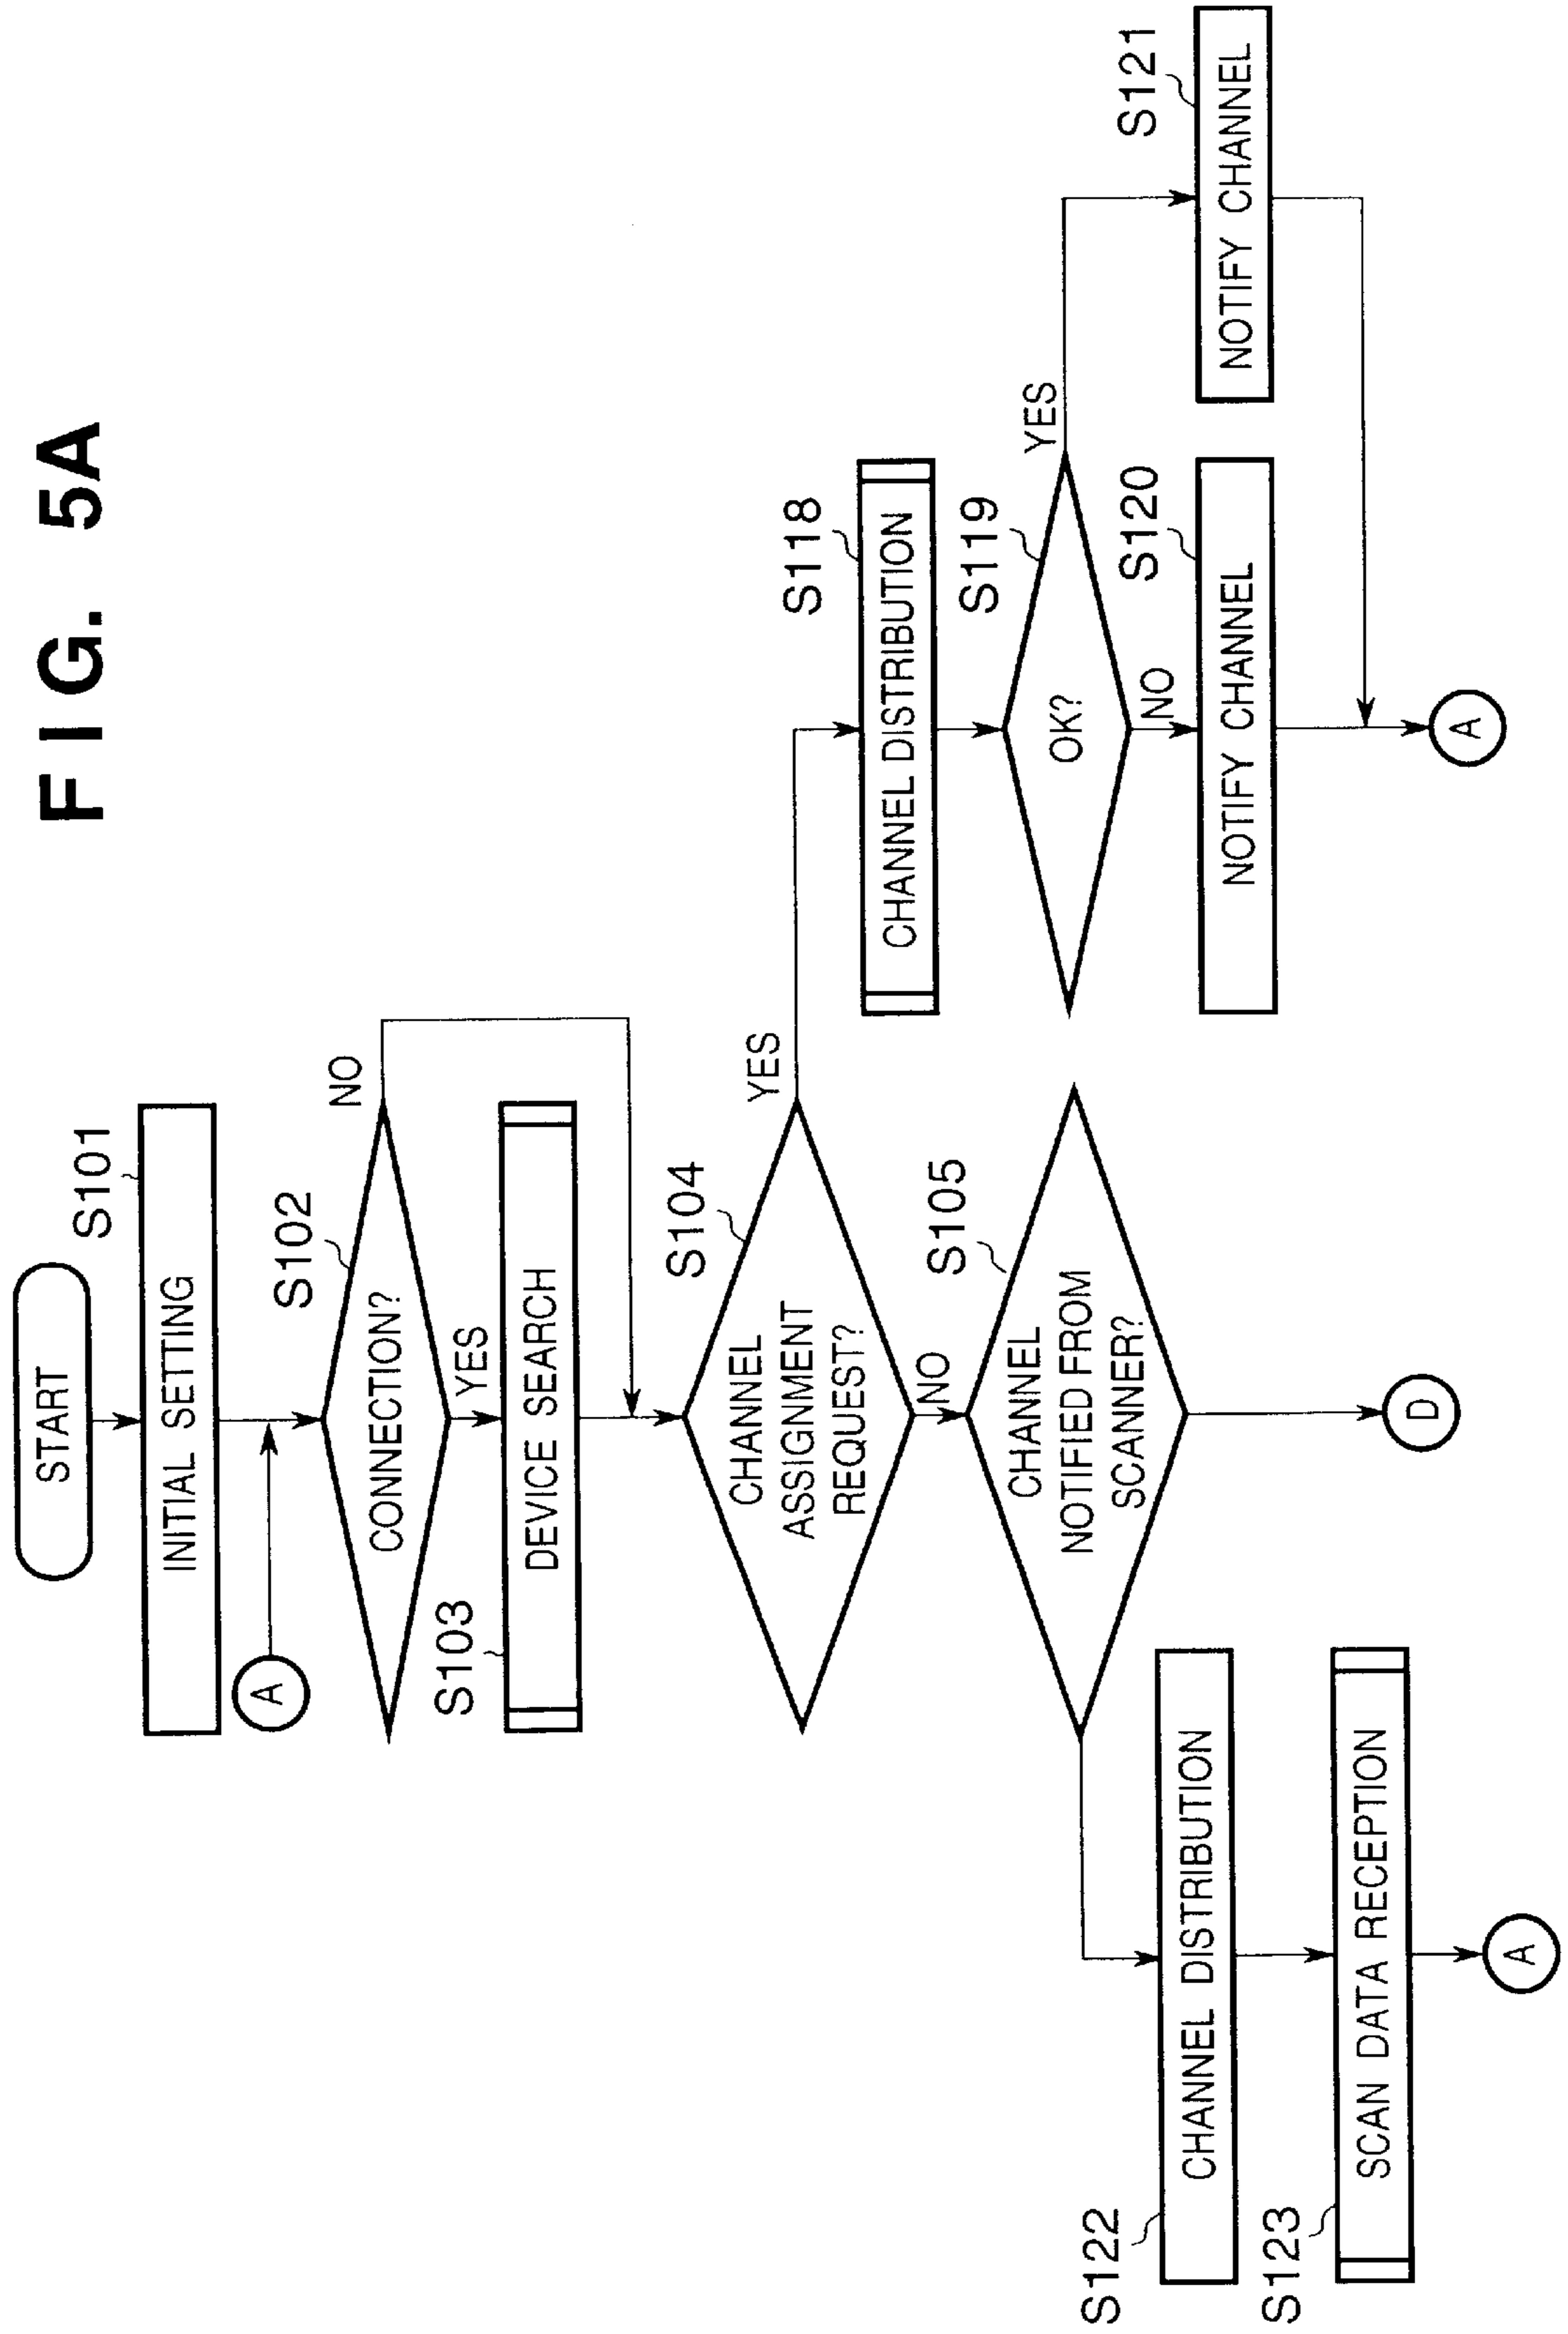 FIG. 5A
START
S101
INITIAL SETTING
A
S102
CONNECTION?
NO
YES
S103
DEVICE SEARCH
S104
CHANNEL
ASSIGNMENT
REQUEST?
YES
NO
S105
CHANNEL
NOTIFIED FROM
SCANNER?
D
S118
CHANNEL DISTRIBUTION
S119
OK?
YES
NO
S120
NOTIFY CHANNEL
S121
NOTIFY CHANNEL
A
S122
CHANNEL DISTRIBUTION
S123
SCAN DATA RECEPTION
A